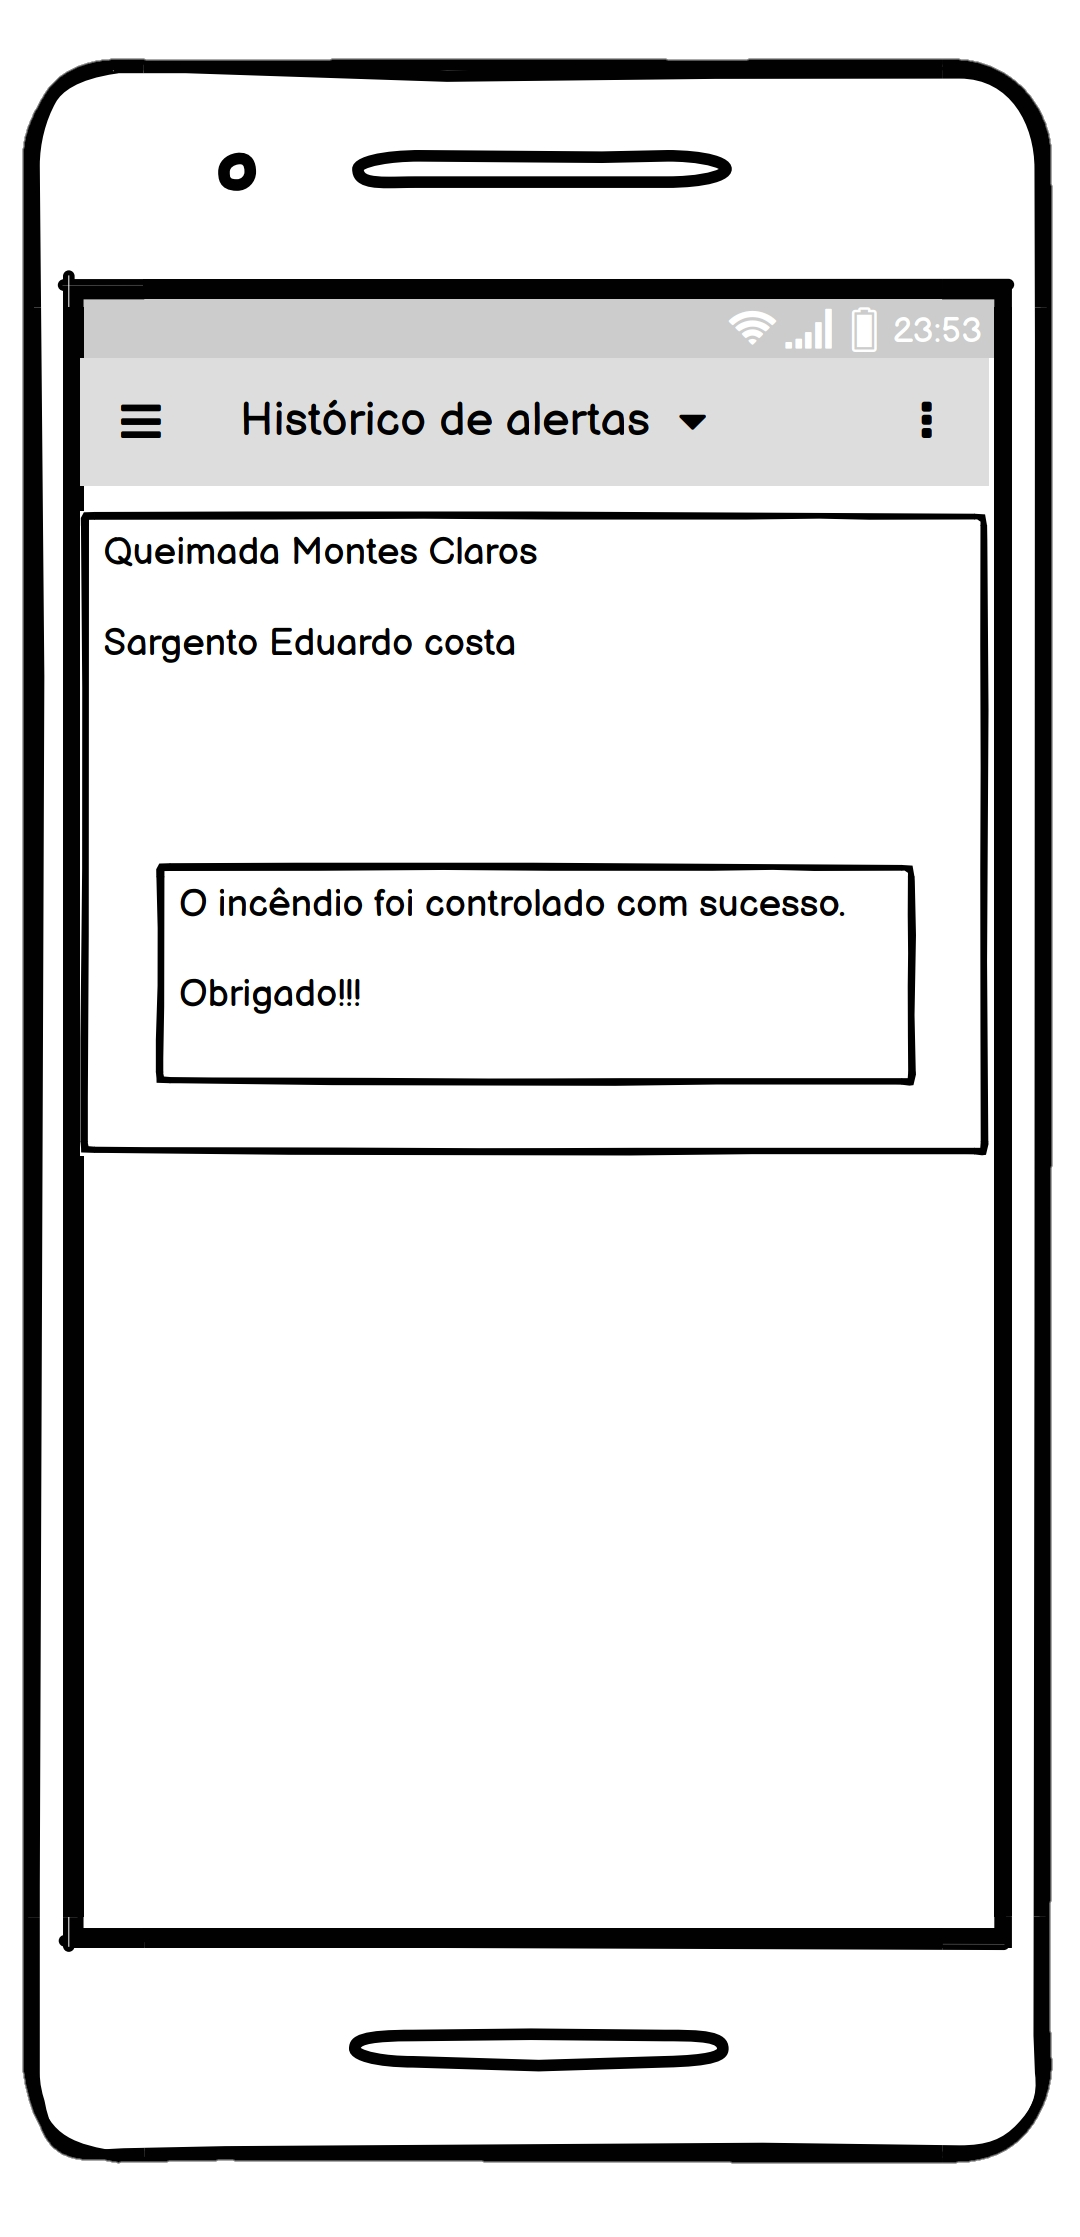 23:53
Histórico de alertas
Queimada Montes Claros
Sargento Eduardo costa
O incêndio foi controlado com sucesso.
Obrigado!!!